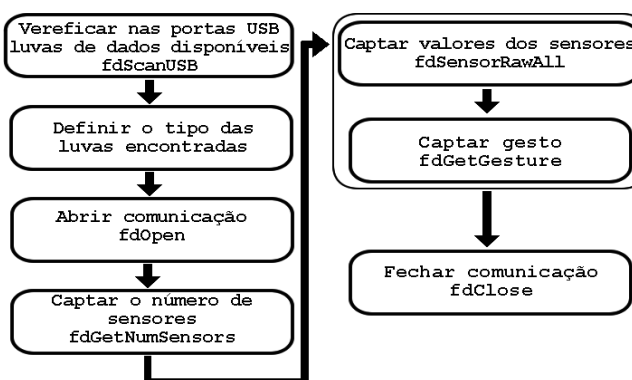 Vereficar nas portas USB
luvas de dados disponíveis
fdScanUSB
Definir o tipo das
luvas encontradas
Abrir comunicação
fdOpen
Captar o número de
sensores
fdGetNumSensors
Captar valores dos sensores
fdSensorRawAll
Captar gesto
fdGetGesture
Fechar comunicação
fdClose